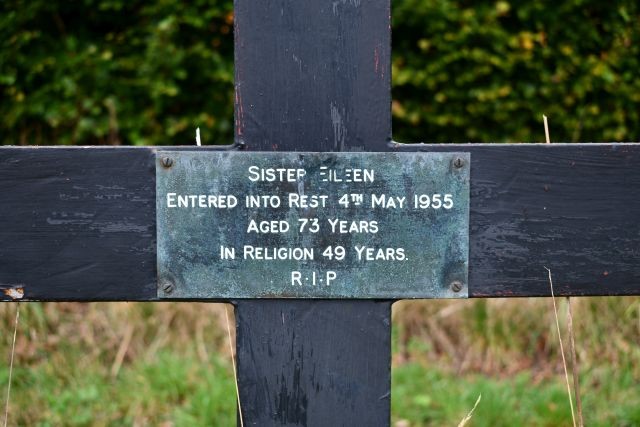 Sister Eileen
Entered into Rest 4th May 1955
Aged 73 Years
In Religion 49 Years.
R·I·P